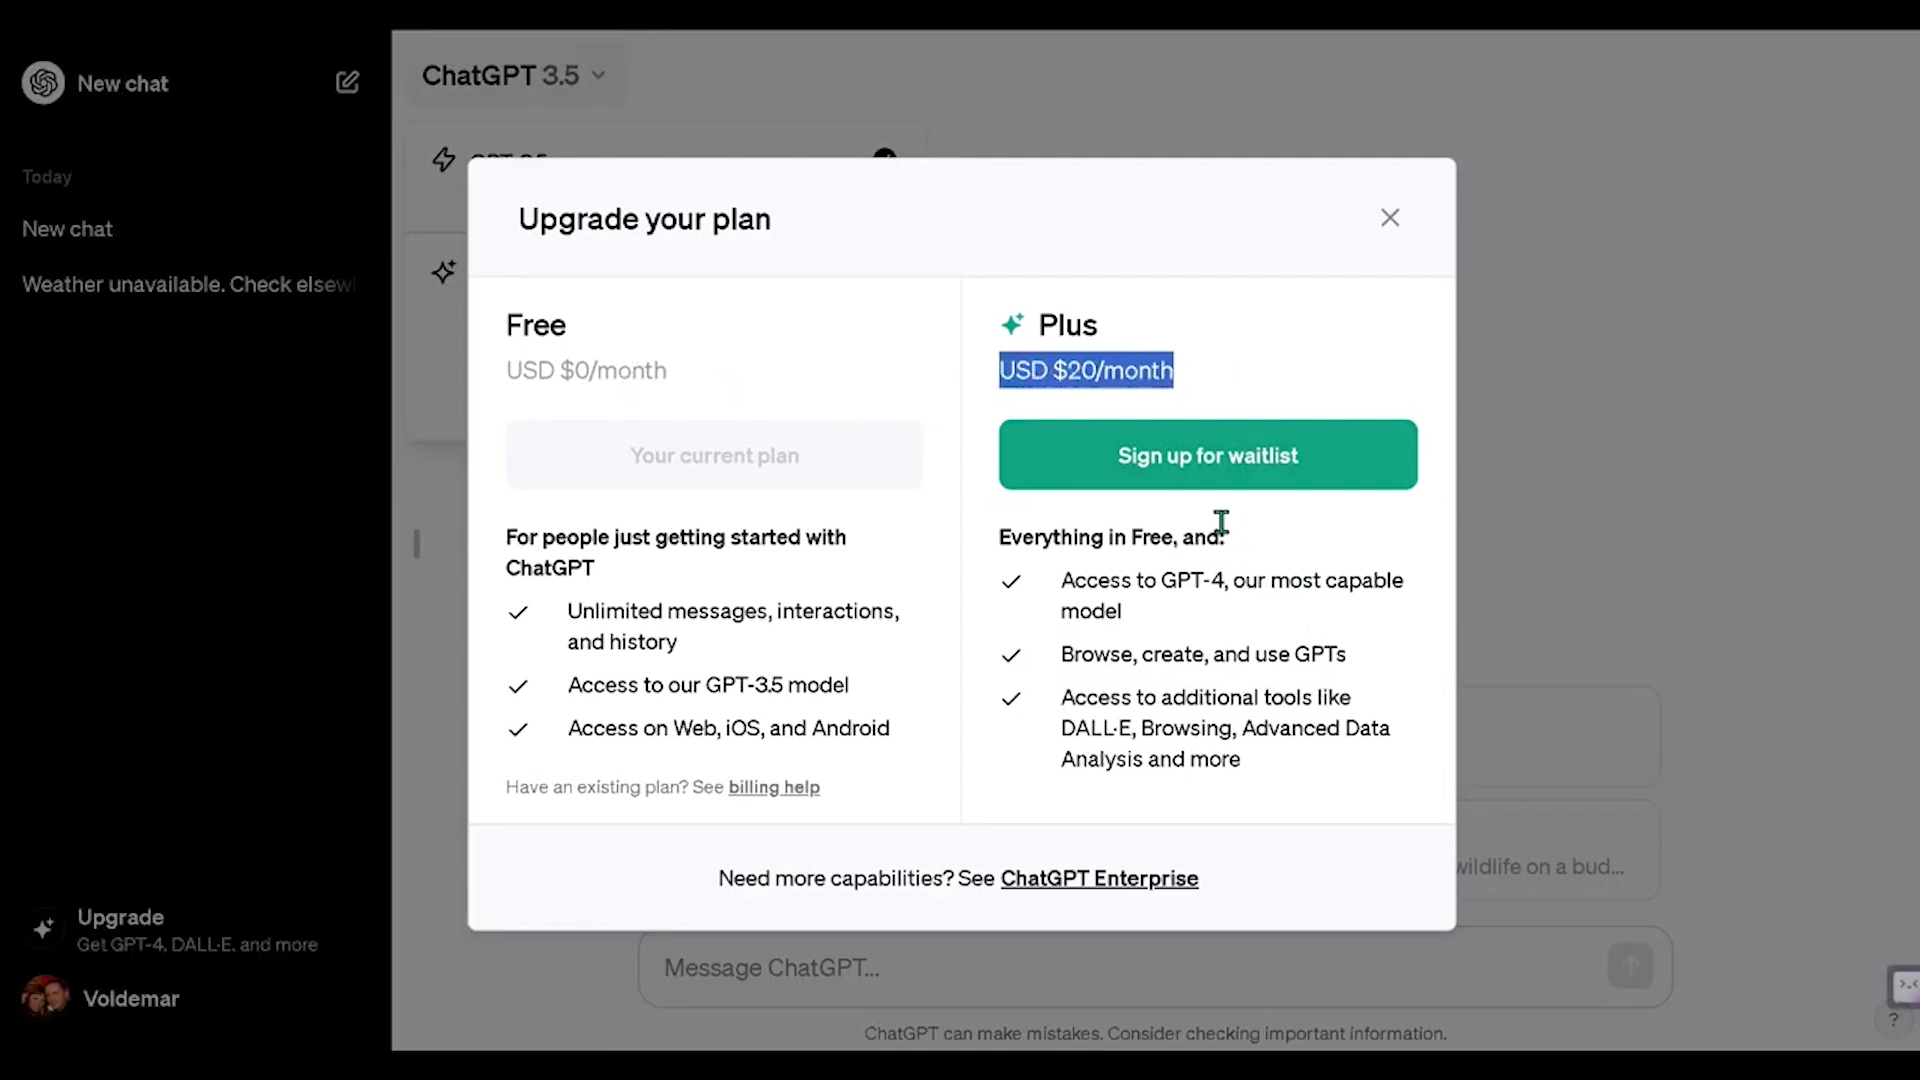 New chat
Today
New chat
Weather unavailable. Check elsew
Upgrade
Get GPT-4, DALL·E, and more
Voldemar
ChatGPT 3.5
Upgrade your plan
Free
USD $0/month
Your current plan
For people just getting started with
ChatGPT
Unlimited messages, interactions,
and history
Access to our GPT-3.5 model
Access on Web, iOS, and Android
Have an existing plan? See billing help
Plus
USD $20/month
Sign up for waitlist
Everything in Free, and:
Access to GPT-4, our most capable
model
Browse, create, and use GPTs
Access to additional tools like
DALL·E, Browsing, Advanced Data
Analysis and more
Need more capabilities? See ChatGPT Enterprise
wildlife on a bud...
Message ChatGPT...
ChatGPT can make mistakes. Consider checking important information.
?